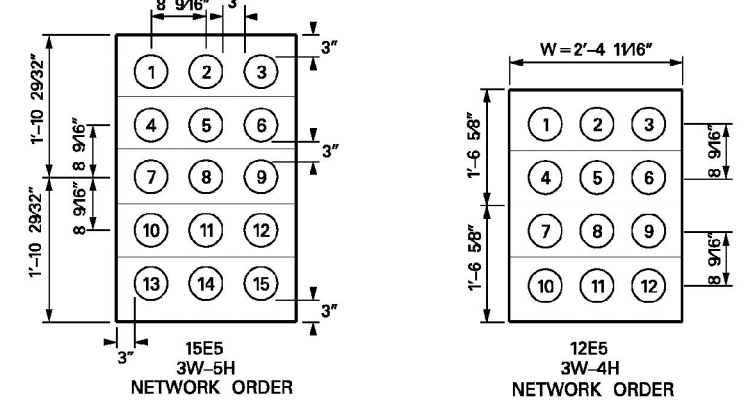 8 9/16" 3"
3"
1 2 3
1'-10 29/32"
8 9/16"
4 5 6
3"
7 8 9
1'-10 29/32"
8 9/16"
10 11 12
13 14 15
3"
3"
15E5
3W-5H
NETWORK ORDER
W=2'-4 11/16"
1'-6 5/8"
1 2 3
8 9/16"
4 5 6
1'-6 5/8"
7 8 9
8 9/16"
10 11 12
12E5
3W-4H
NETWORK ORDER